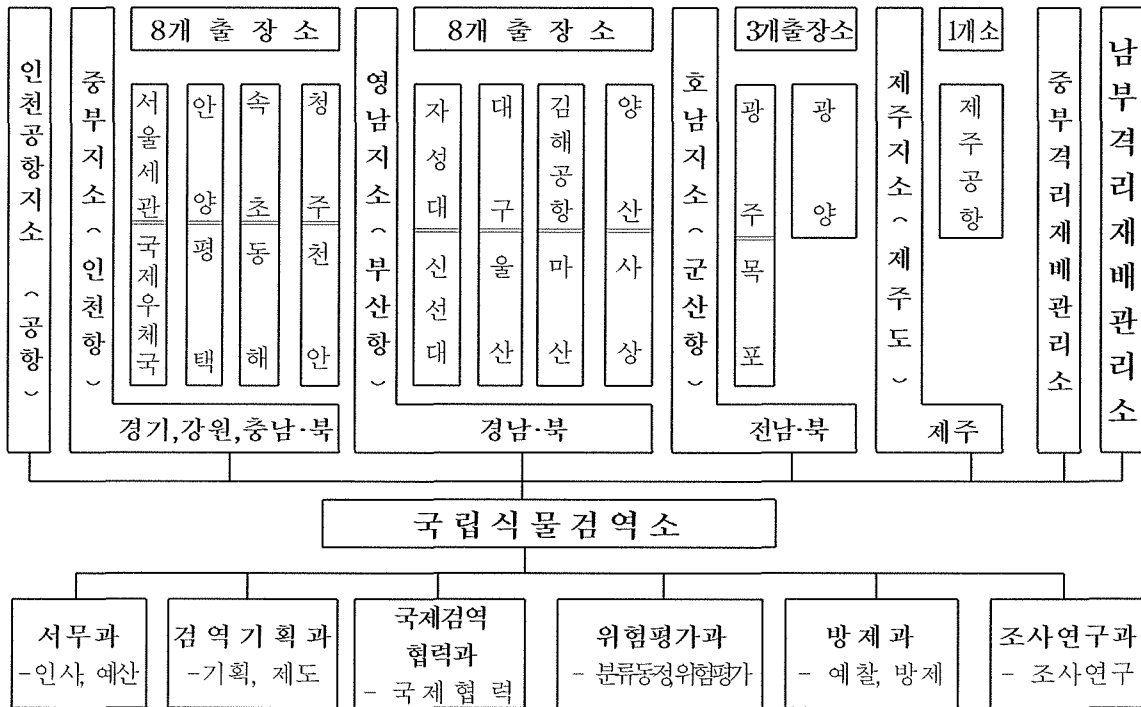 인천공항지소 (공항)
중부지소(인천항)
8개 출 장 소
서울세관
국제우체국
안양
평택
속초
동해
청주
천안
경기,강원,충남·북
영남지소(부산항)
8개 출 장 소
자성대
신선대
대구
울산
김해공항
마산
양산
사상
경남·북
호남지소(군산항)
3개출장소
광주
목포
광양
전남·북
제주지소(제주도)
1개소
제주공항
제주
중부격리재배관리소
남부격리재배관리소
국립식물검역소
서무과
-인사, 예산
검역기획과
-기획, 제도
국제검역
협력과
- 국제협 력
위험평가과
- 분류동정위험평가
방제과
- 예찰, 방제
조사연구과
- 조사연구